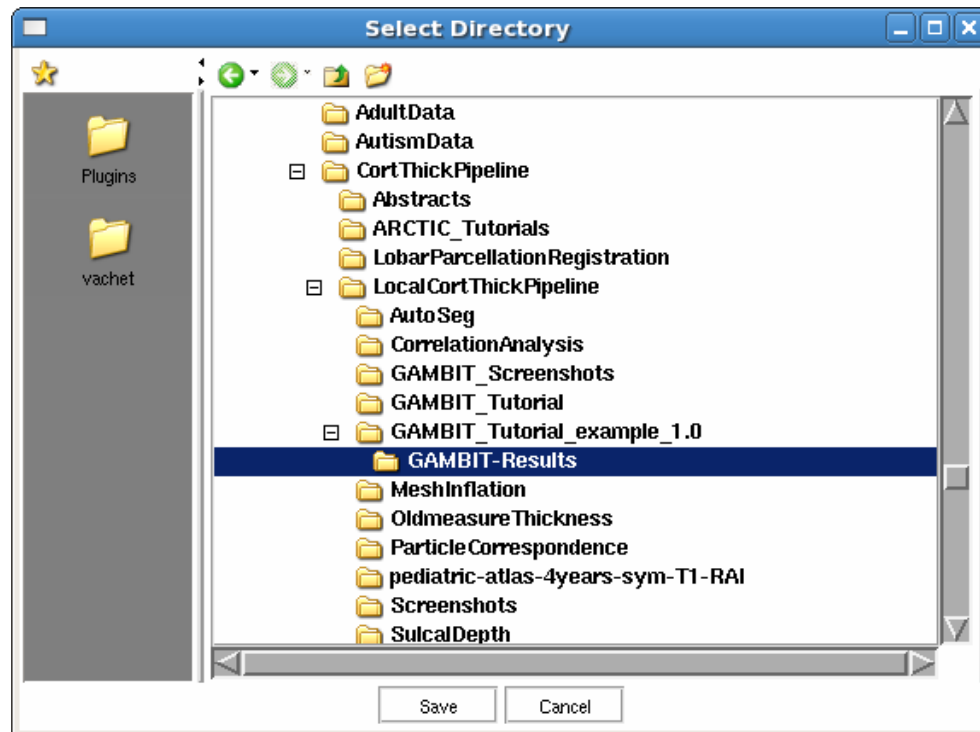 Select Directory
Plugins
vachet
AdultData
AutismData
CortThickPipeline
Abstracts
ARCTIC_Tutorials
LobarParcellationRegistration
LocalCortThickPipeline
AutoSeg
CorrelationAnalysis
GAMBIT_Screenshots
GAMBIT_Tutorial
GAMBIT_Tutorial_example_1.0
GAMBIT-Results
MeshInflation
OldmeasureThickness
ParticleCorrespondence
pediatric-atlas-4years-sym-T1-RAI
Screenshots
SulcalDepth
Save
Cancel